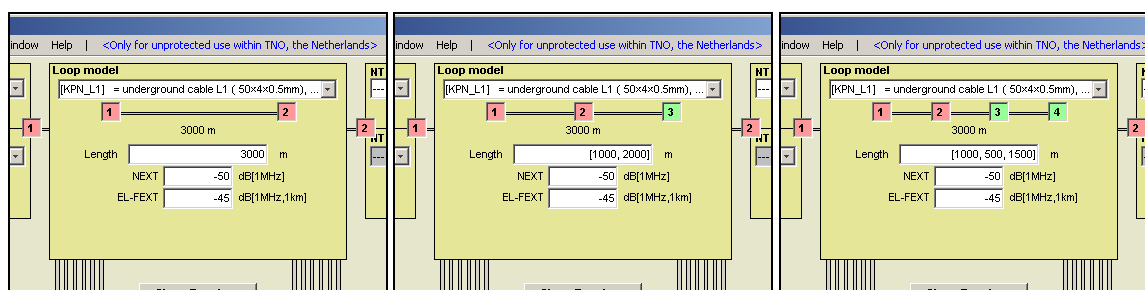 indow Help | <Only for unprotected use within TNO, the Netherlands>
Loop model
NT
[KPN_L1] = underground cable L1 ( 50×4×0.5mm), ...
---
1 2
1 2
3000 m
NT
Length 3000 m
---
NEXT -50 dB[1MHz]
EL-FEXT -45 dB[1MHz,1km]
indow Help | <Only for unprotected use within TNO, the Netherlands>
Loop model
NT
[KPN_L1] = underground cable L1 ( 50×4×0.5mm), ...
---
1 2 3
1 2
3000 m
NT
Length [1000, 2000] m
---
NEXT -50 dB[1MHz]
EL-FEXT -45 dB[1MHz,1km]
indow Help | <Only for unprotected use within TNO, the Netherlands>
Loop model
N
[KPN_L1] = underground cable L1 ( 50×4×0.5mm), ...
1 2 3 4
1 2
3000 m
Length [1000, 500, 1500] m
NEXT -50 dB[1MHz]
EL-FEXT -45 dB[1MHz,1km]